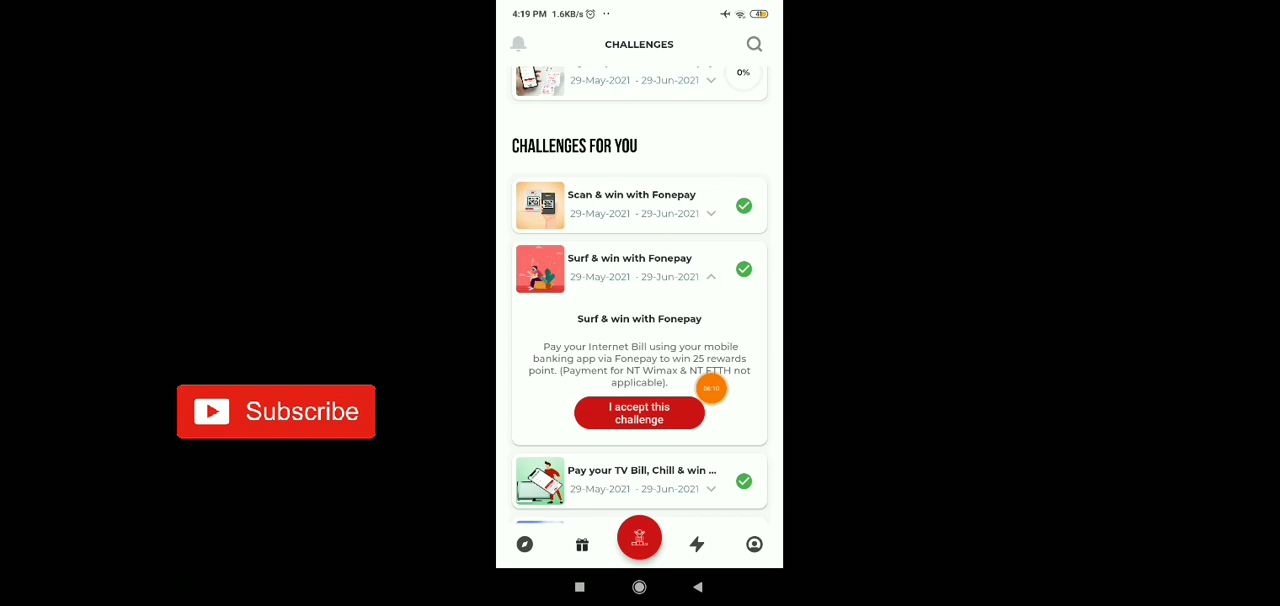 4:19 PM 1.6KB/s
41
CHALLENGES
29-May-2021 - 29-Jun-2021
0%
CHALLENGES FOR YOU
Scan & win with Fonepay
29-May-2021 - 29-Jun-2021
Surf & win with Fonepay
29-May-2021 - 29-Jun-2021
Surf & win with Fonepay
Pay your Internet Bill using your mobile
banking app via Fonepay to win 25 rewards
point. (Payment for NT Wimax & NT FTTH not
applicable).
06:10
I accept this
challenge
Subscribe
Pay your TV Bill, Chill & win ...
29-May-2021 - 29-Jun-2021